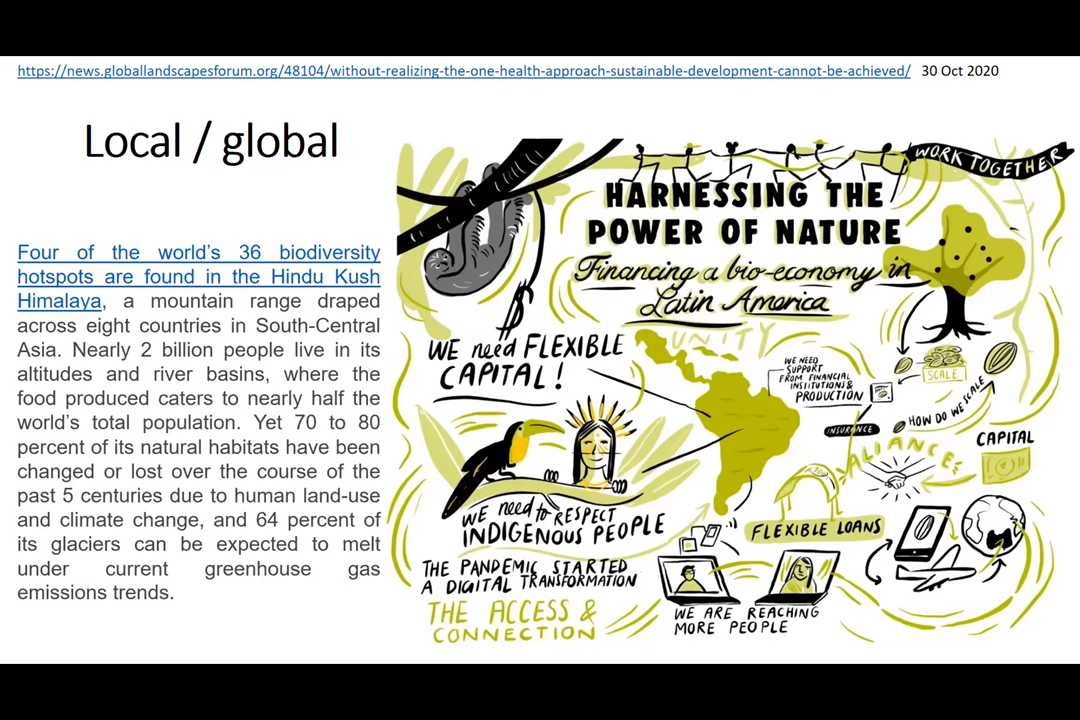 https://news.globallandscapesforum.org/48104/without-realizing-the-one-health-approach-sustainable-development-cannot-be-achieved/ 30 Oct 2020
Local / global
Four of the world's 36 biodiversity
hotspots are found in the Hindu Kush
Himalaya, a mountain range draped
across eight countries in South-Central
Asia. Nearly 2 billion people live in its
altitudes and river basins, where the
food produced caters to nearly half the
world's total population. Yet 70 to 80
percent of its natural habitats have been
changed or lost over the course of the
past 5 centuries due to human land-use
and climate change, and 64 percent of
its glaciers can be expected to melt
under current greenhouse gas
emissions trends.
WORK TOGETHER
HARNESSING THE
POWER OF NATURE
Financing a bio-economy in
Latin America
UNITY
$
WE need FLEXIBLE
CAPITAL!
WE NEED
SUPPORT
FROM FINANCIAL
INSTITUTIONS &
PRODUCTION
SCALE
HOW DO WE SCALE
INSURANCE
ALIANCE
CAPITAL
WE need to RESPECT
INDIGENOUS PEOPLE
FLEXIBLE LOANS
THE PANDEMIC STARTED
A DIGITAL TRANSFORMATION
THE ACCESS &
CONNECTION
WE ARE REACHING
MORE PEOPLE